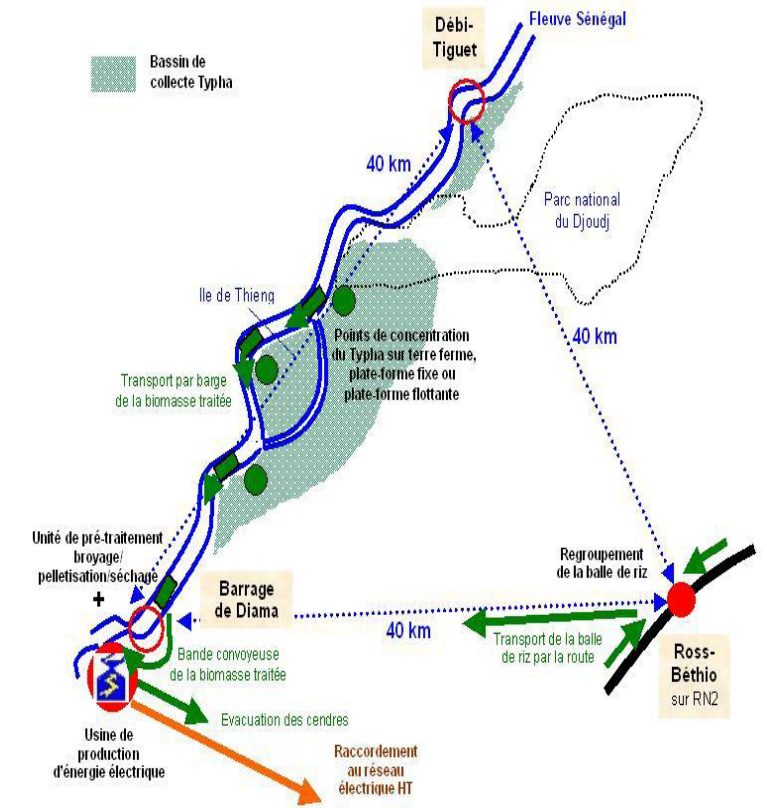 Débi-
Tiguet
Fleuve Sénégal
Bassin de
collecte Typha
40 km
Parc national
du Djoudj
Ile de Thieng
Points de concentration
du Typha sur terre ferme,
plate-forme fixe ou
plate-forme flottante
40 km
Transport par barge
de la biomasse traitée
Unité de pré-traitement
broyage/
pelletisation/séchage
+
Barrage
de Diama
Regroupement
de la balle de riz
40 km
Transport de la balle
de riz par la route
Ross-
Béthio
sur RN2
Bande convoyeuse
de la biomasse traitée
Evacuation des cendres
Usine de
production
d'énergie électrique
Raccordement
au réseau
électrique HT